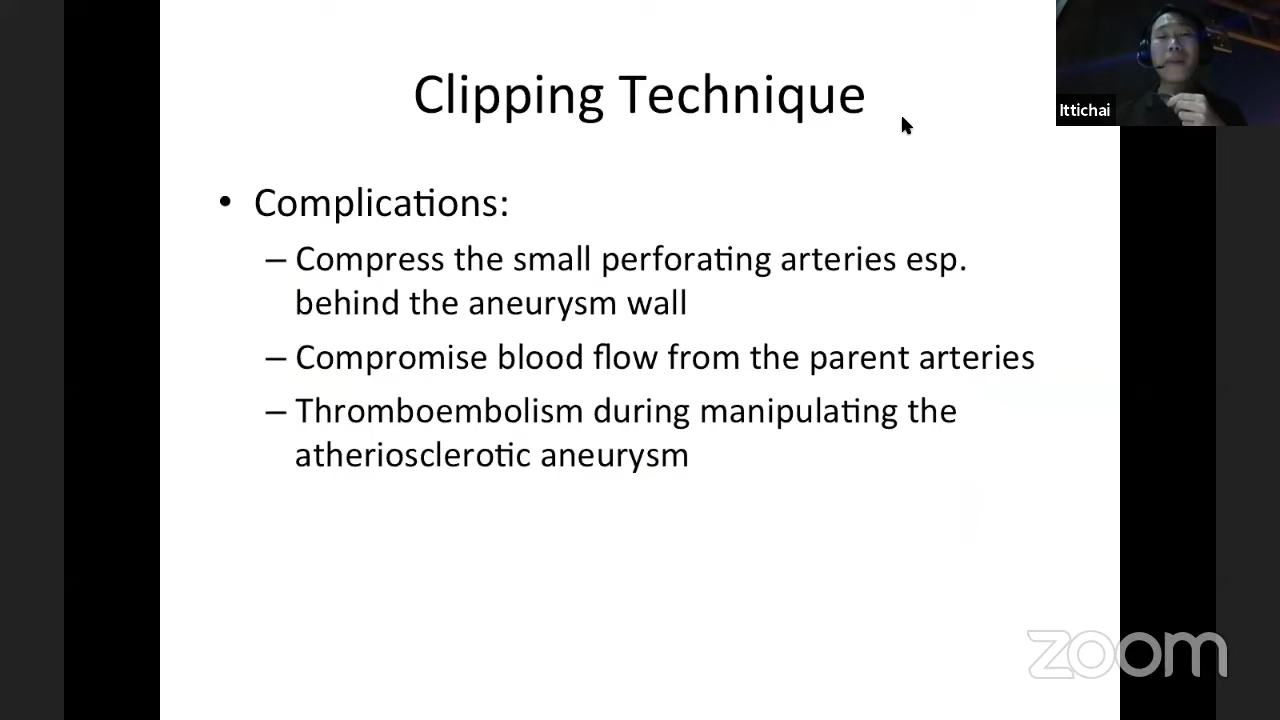 Clipping Technique
Ittichai
• Complications:
– Compress the small perforating arteries esp.
behind the aneurysm wall
– Compromise blood flow from the parent arteries
– Thromboembolism during manipulating the
atheriosclerotic aneurysm
zoom